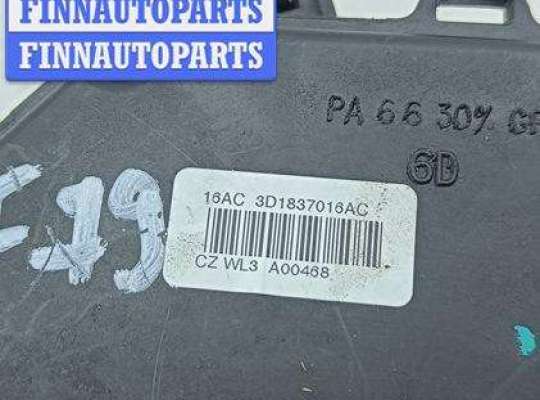 FINNAUTOPARTS
FINNAUTOPARTS
PA 66 30% GF
6D
16AC 3D1837016AC
CZ WL3 A00468